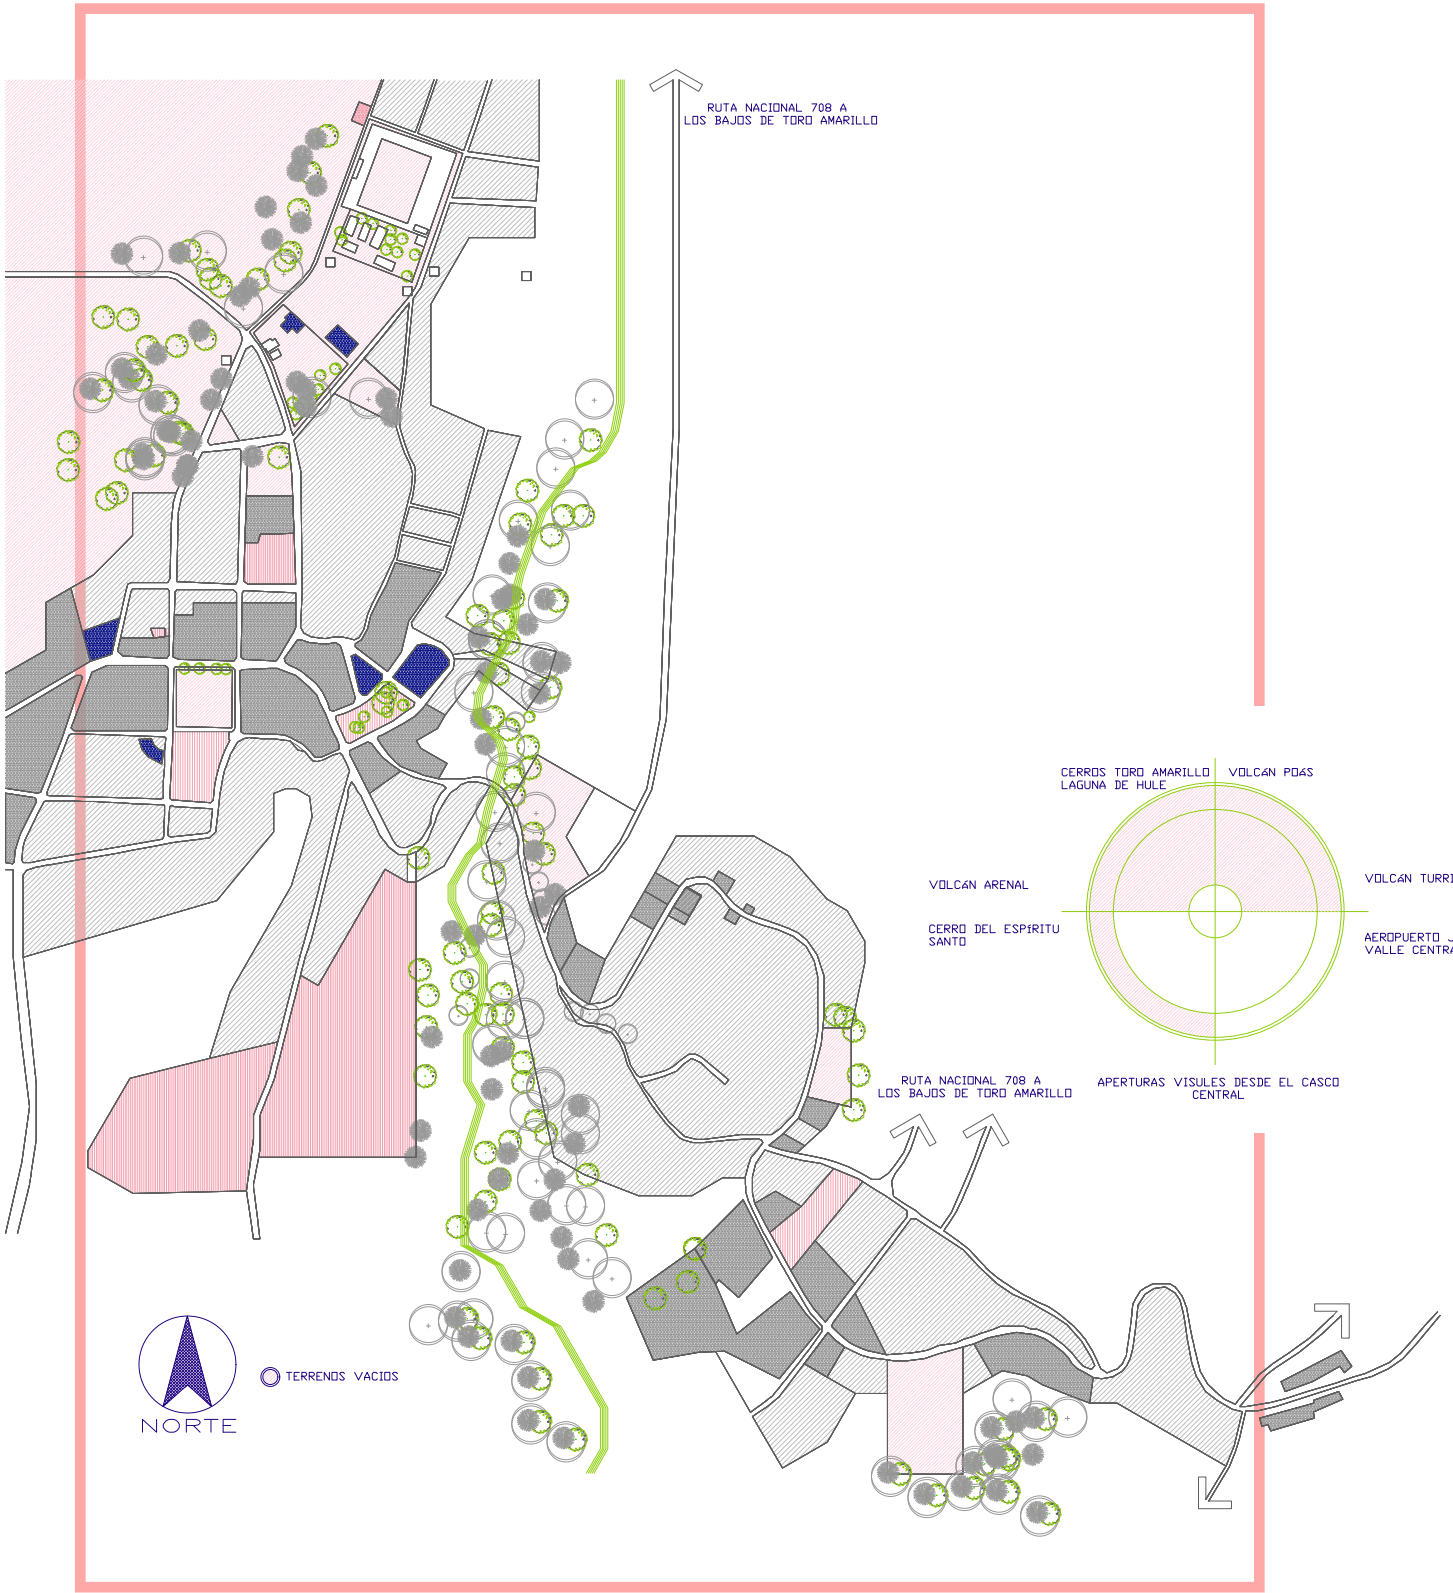 RUTA NACIONAL 708 A
LOS BAJOS DE TORO AMARILLO
CERROS TORO AMARILLO
LAGUNA DE HULE
VOLCÁN POÁS
VOLCÁN ARENAL
VOLCÁN TURRI
CERRO DEL ESPÍRITU
SANTO
AEROPUERTO J
VALLE CENTRA
RUTA NACIONAL 708 A
LOS BAJOS DE TORO AMARILLO
APERTURAS VISULES DESDE EL CASCO
CENTRAL
TERRENOS VACIOS
NORTE